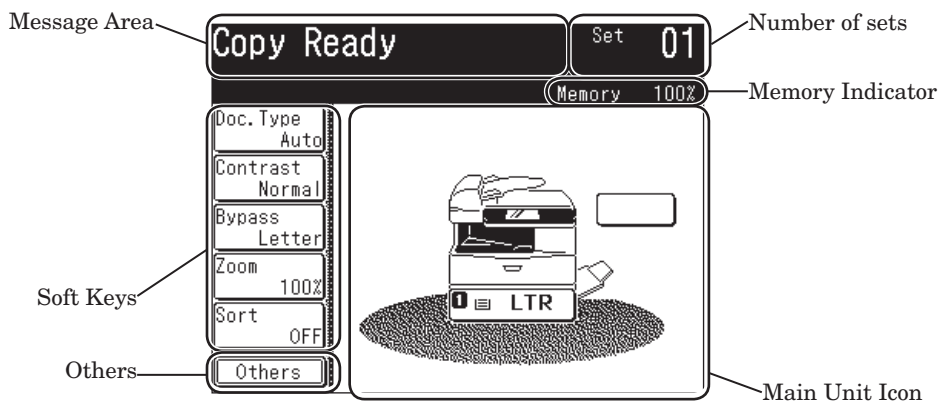 Message Area
Copy Ready
Set 01
Number of sets
Memory 100%
Memory Indicator
Doc.Type
Auto
Contrast
Normal
Bypass
Letter
Zoom
100%
Sort
OFF
Soft Keys
1 LTR
Others
Others
Main Unit Icon